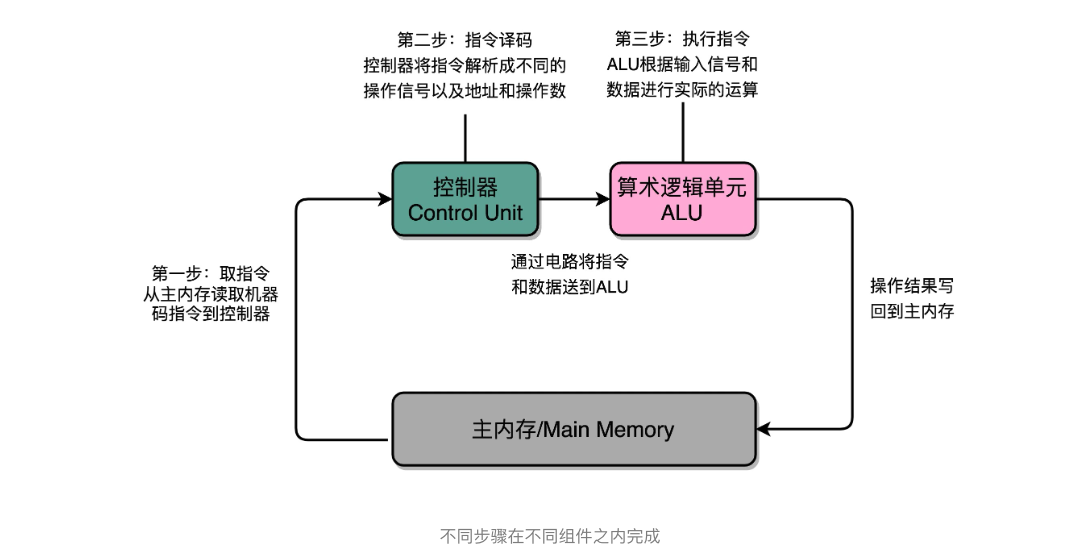 第二步：指令译码
控制器将指令解析成不同的
操作信号以及地址和操作数
第三步：执行指令
ALU根据输入信号和
数据进行实际的运算
控制器
Control Unit
算术逻辑单元
ALU
通过电路将指令
和数据送到ALU
第一步：取指令
从主内存读取机器
码指令到控制器
操作结果写
回到主内存
主内存/Main Memory
不同步骤在不同组件之内完成